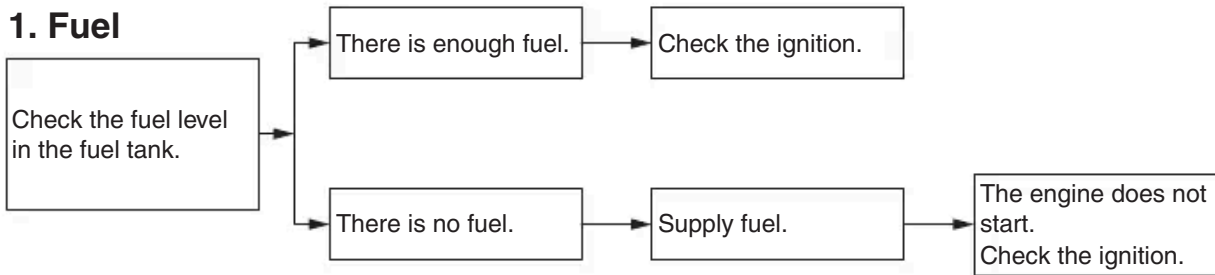 1. Fuel
Check the fuel level
in the fuel tank.
There is enough fuel.
Check the ignition.
There is no fuel.
Supply fuel.
The engine does not
start.
Check the ignition.